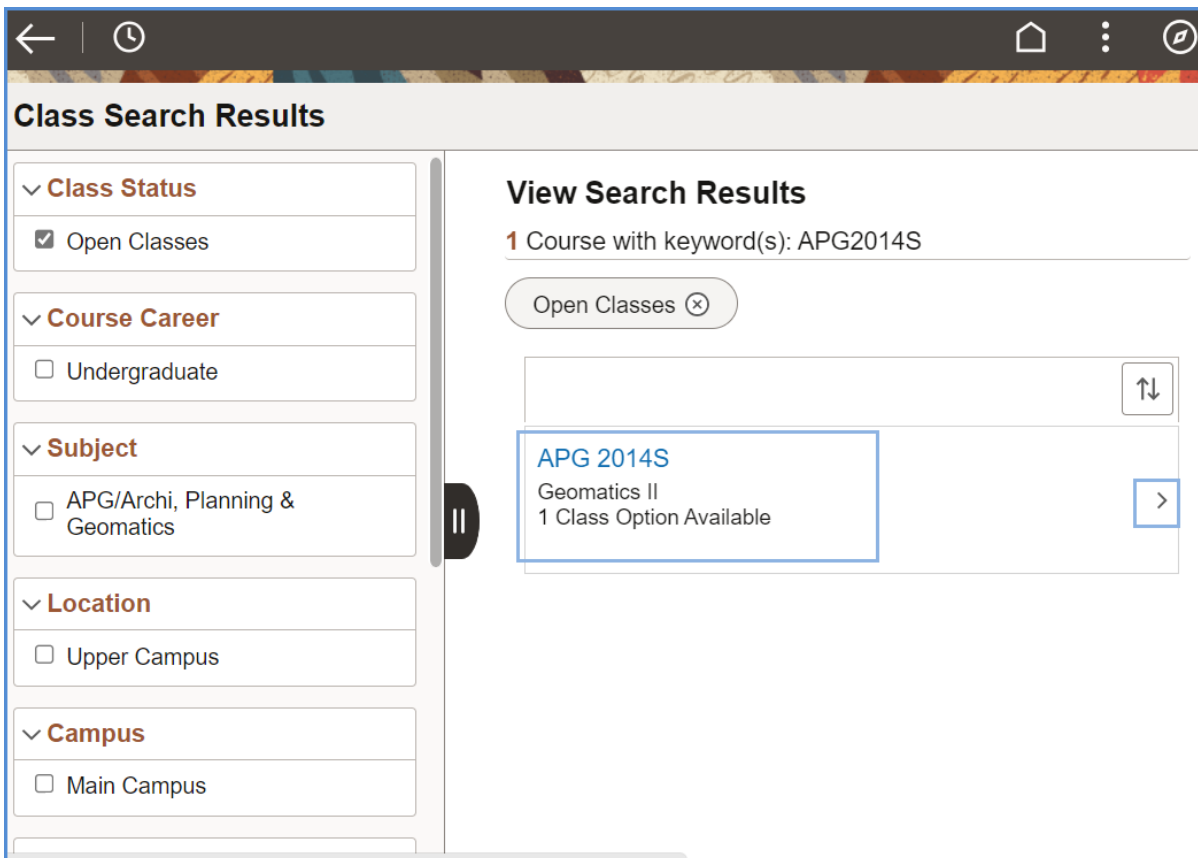 Class Search Results
Class Status
Open Classes
Course Career
Undergraduate
Subject
APG/Archi, Planning &
Geomatics
Location
Upper Campus
Campus
Main Campus
View Search Results
1 Course with keyword(s): APG2014S
Open Classes
APG 2014S
Geomatics II
1 Class Option Available